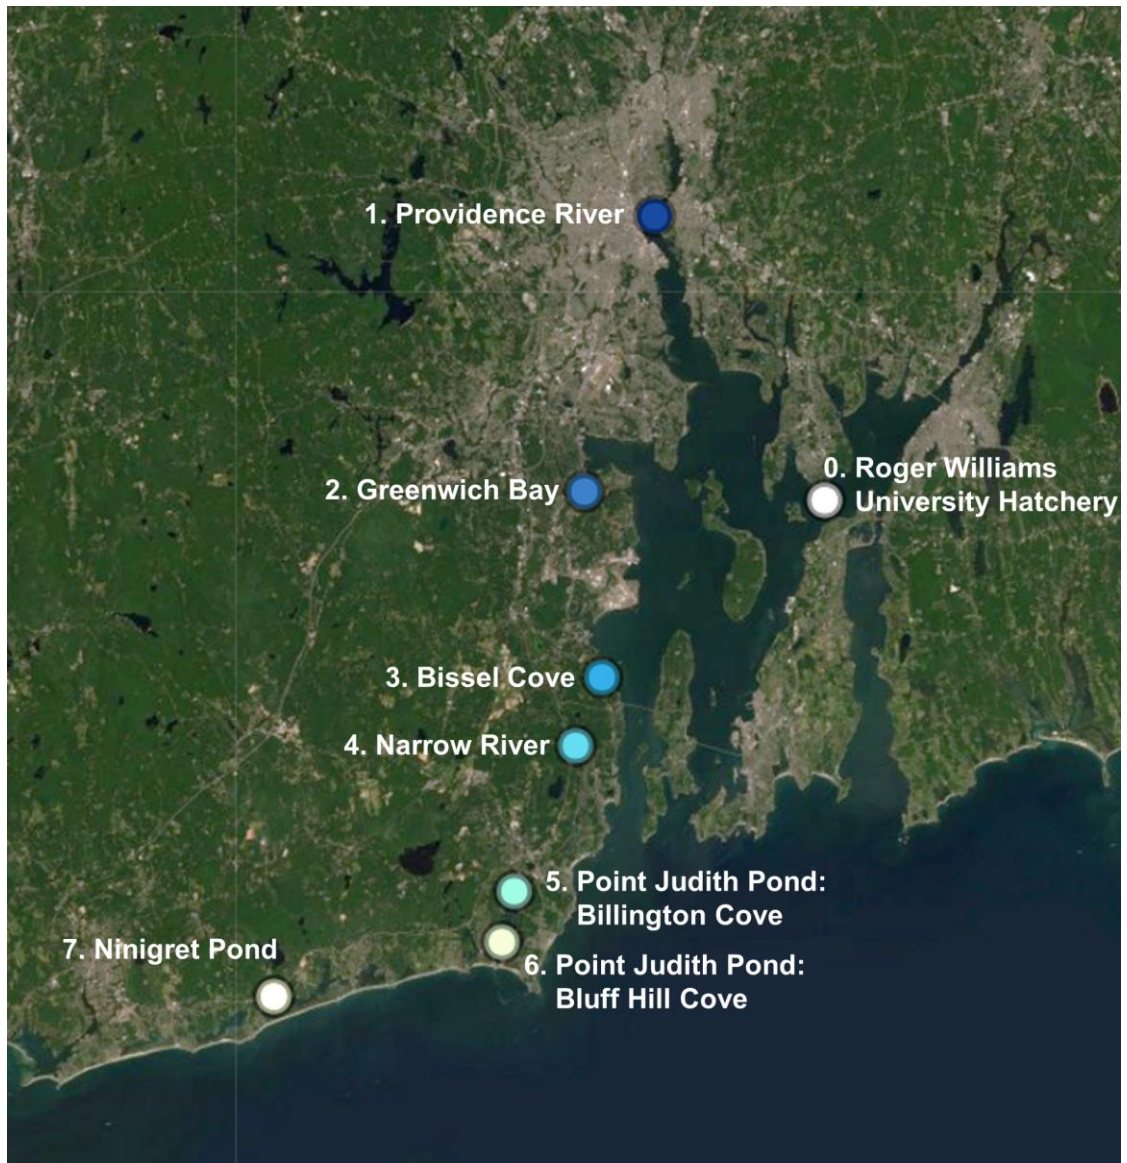 1. Providence River
0. Roger Williams
University Hatchery
2. Greenwich Bay
3. Bissel Cove
4. Narrow River
5. Point Judith Pond:
Billington Cove
7. Ninigret Pond
6. Point Judith Pond:
Bluff Hill Cove